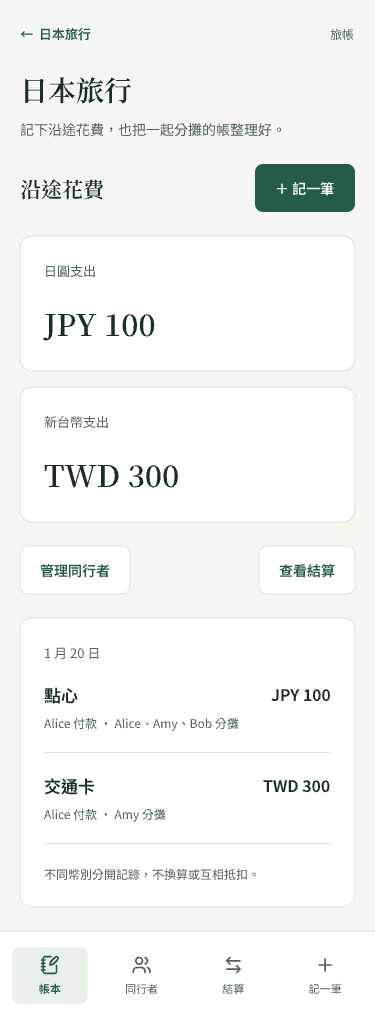 ← 日本旅行
旅帳
日本旅行
記下沿途花費，也把一起分攤的帳整理好。
沿途花費
＋ 記一筆
日圓支出
JPY 100
新台幣支出
TWD 300
管理同行者
查看結算
1 月 20 日
點心
JPY 100
Alice 付款 · Alice、Amy、Bob 分攤
交通卡
TWD 300
Alice 付款 · Amy 分攤
不同幣別分開記錄，不換算或互相抵扣。
帳本
同行者
結算
記一筆